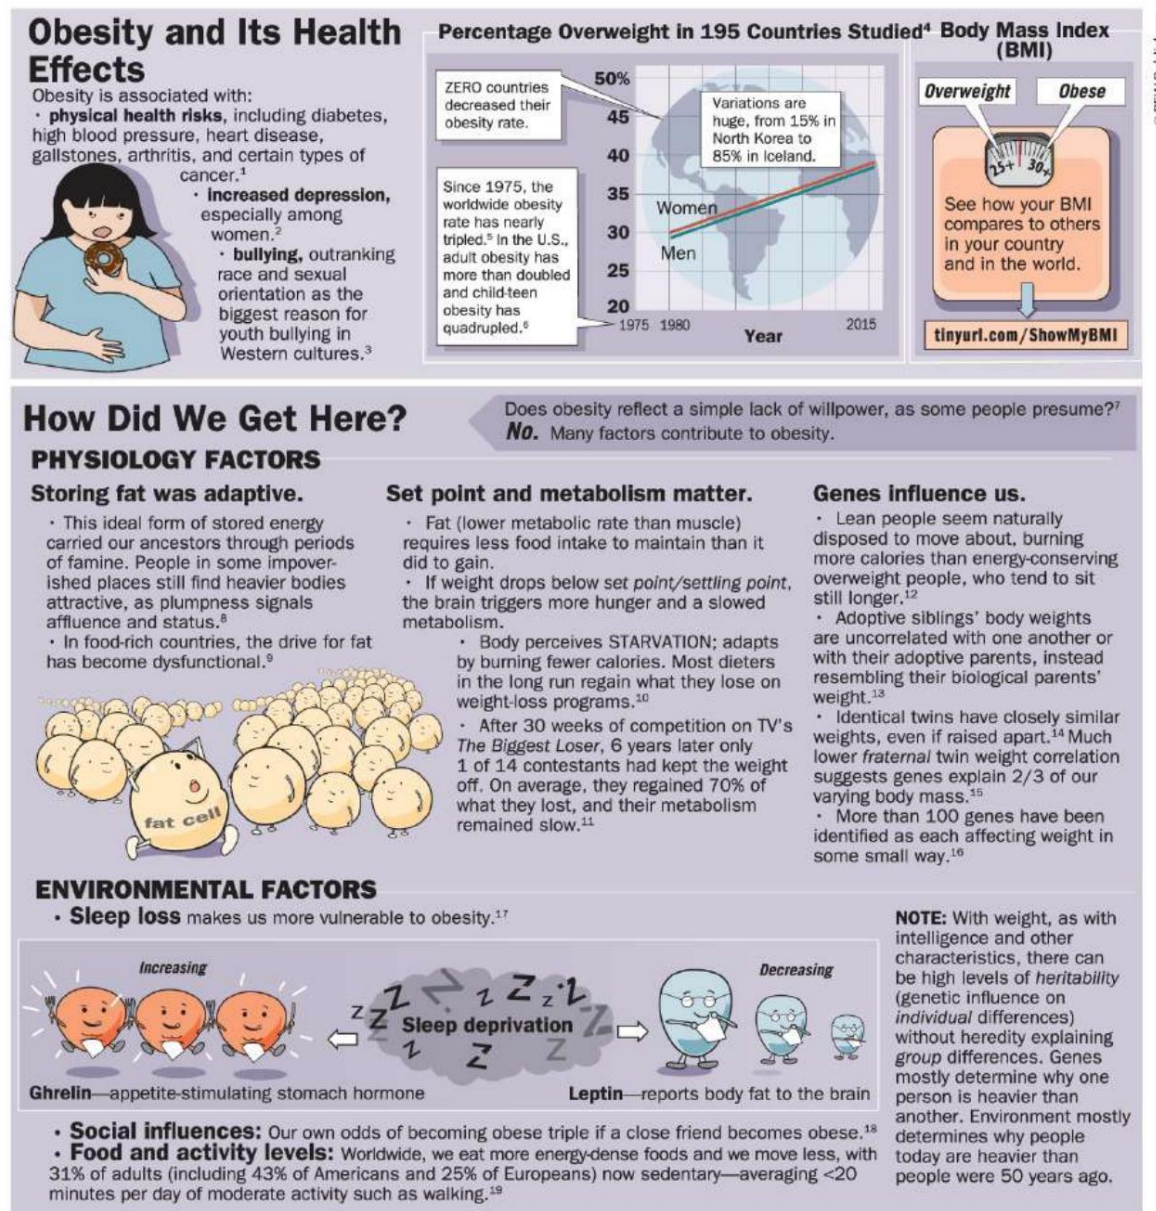 Obesity and Its Health
Effects
Obesity is associated with:
· physical health risks, including diabetes,
high blood pressure, heart disease,
gallstones, arthritis, and certain types of
cancer.¹
· increased depression,
especially among
women.²
· bullying, outranking
race and sexual
orientation as the
biggest reason for
youth bullying in
Western cultures.³
Percentage Overweight in 195 Countries Studied⁴
ZERO countries
decreased their
obesity rate.
Since 1975, the
worldwide obesity
rate has nearly
tripled.⁵ In the U.S.,
adult obesity has
more than doubled
and child-teen
obesity has
quadrupled.⁶
50%
45
40
35
30
25
20
Variations are
huge, from 15% in
North Korea to
85% in Iceland.
Women
Men
1975 1980 2015
Year
Body Mass Index
(BMI)
Overweight Obese
25+ 30+
See how your BMI
compares to others
in your country
and in the world.
tinyurl.com/ShowMyBMI
How Did We Get Here?
Does obesity reflect a simple lack of willpower, as some people presume?⁷
No. Many factors contribute to obesity.
PHYSIOLOGY FACTORS
Storing fat was adaptive.
· This ideal form of stored energy
carried our ancestors through periods
of famine. People in some impover-
ished places still find heavier bodies
attractive, as plumpness signals
affluence and status.⁸
· In food-rich countries, the drive for fat
has become dysfunctional.⁹
fat cell
Set point and metabolism matter.
· Fat (lower metabolic rate than muscle)
requires less food intake to maintain than it
did to gain.
· If weight drops below set point/settling point,
the brain triggers more hunger and a slowed
metabolism.
· Body perceives STARVATION; adapts
by burning fewer calories. Most dieters
in the long run regain what they lose on
weight-loss programs.¹⁰
· After 30 weeks of competition on TV's
The Biggest Loser, 6 years later only
1 of 14 contestants had kept the weight
off. On average, they regained 70% of
what they lost, and their metabolism
remained slow.¹¹
Genes influence us.
· Lean people seem naturally
disposed to move about, burning
more calories than energy-conserving
overweight people, who tend to sit
still longer.¹²
· Adoptive siblings' body weights
are uncorrelated with one another or
with their adoptive parents, instead
resembling their biological parents'
weight.¹³
· Identical twins have closely similar
weights, even if raised apart.¹⁴ Much
lower fraternal twin weight correlation
suggests genes explain 2/3 of our
varying body mass.¹⁵
· More than 100 genes have been
identified as each affecting weight in
some small way.¹⁶
ENVIRONMENTAL FACTORS
· Sleep loss makes us more vulnerable to obesity.¹⁷
Increasing
Z Z Z Z Z Z Z Z Z Z Z Z
Sleep deprivation
Decreasing
Ghrelin—appetite-stimulating stomach hormone
Leptin—reports body fat to the brain
· Social influences: Our own odds of becoming obese triple if a close friend becomes obese.¹⁸
· Food and activity levels: Worldwide, we eat more energy-dense foods and we move less, with
31% of adults (including 43% of Americans and 25% of Europeans) now sedentary—averaging <20
minutes per day of moderate activity such as walking.¹⁹
NOTE: With weight, as with
intelligence and other
characteristics, there can
be high levels of heritability
(genetic influence on
individual differences)
without heredity explaining
group differences. Genes
mostly determine why one
person is heavier than
another. Environment mostly
determines why people
today are heavier than
people were 50 years ago.